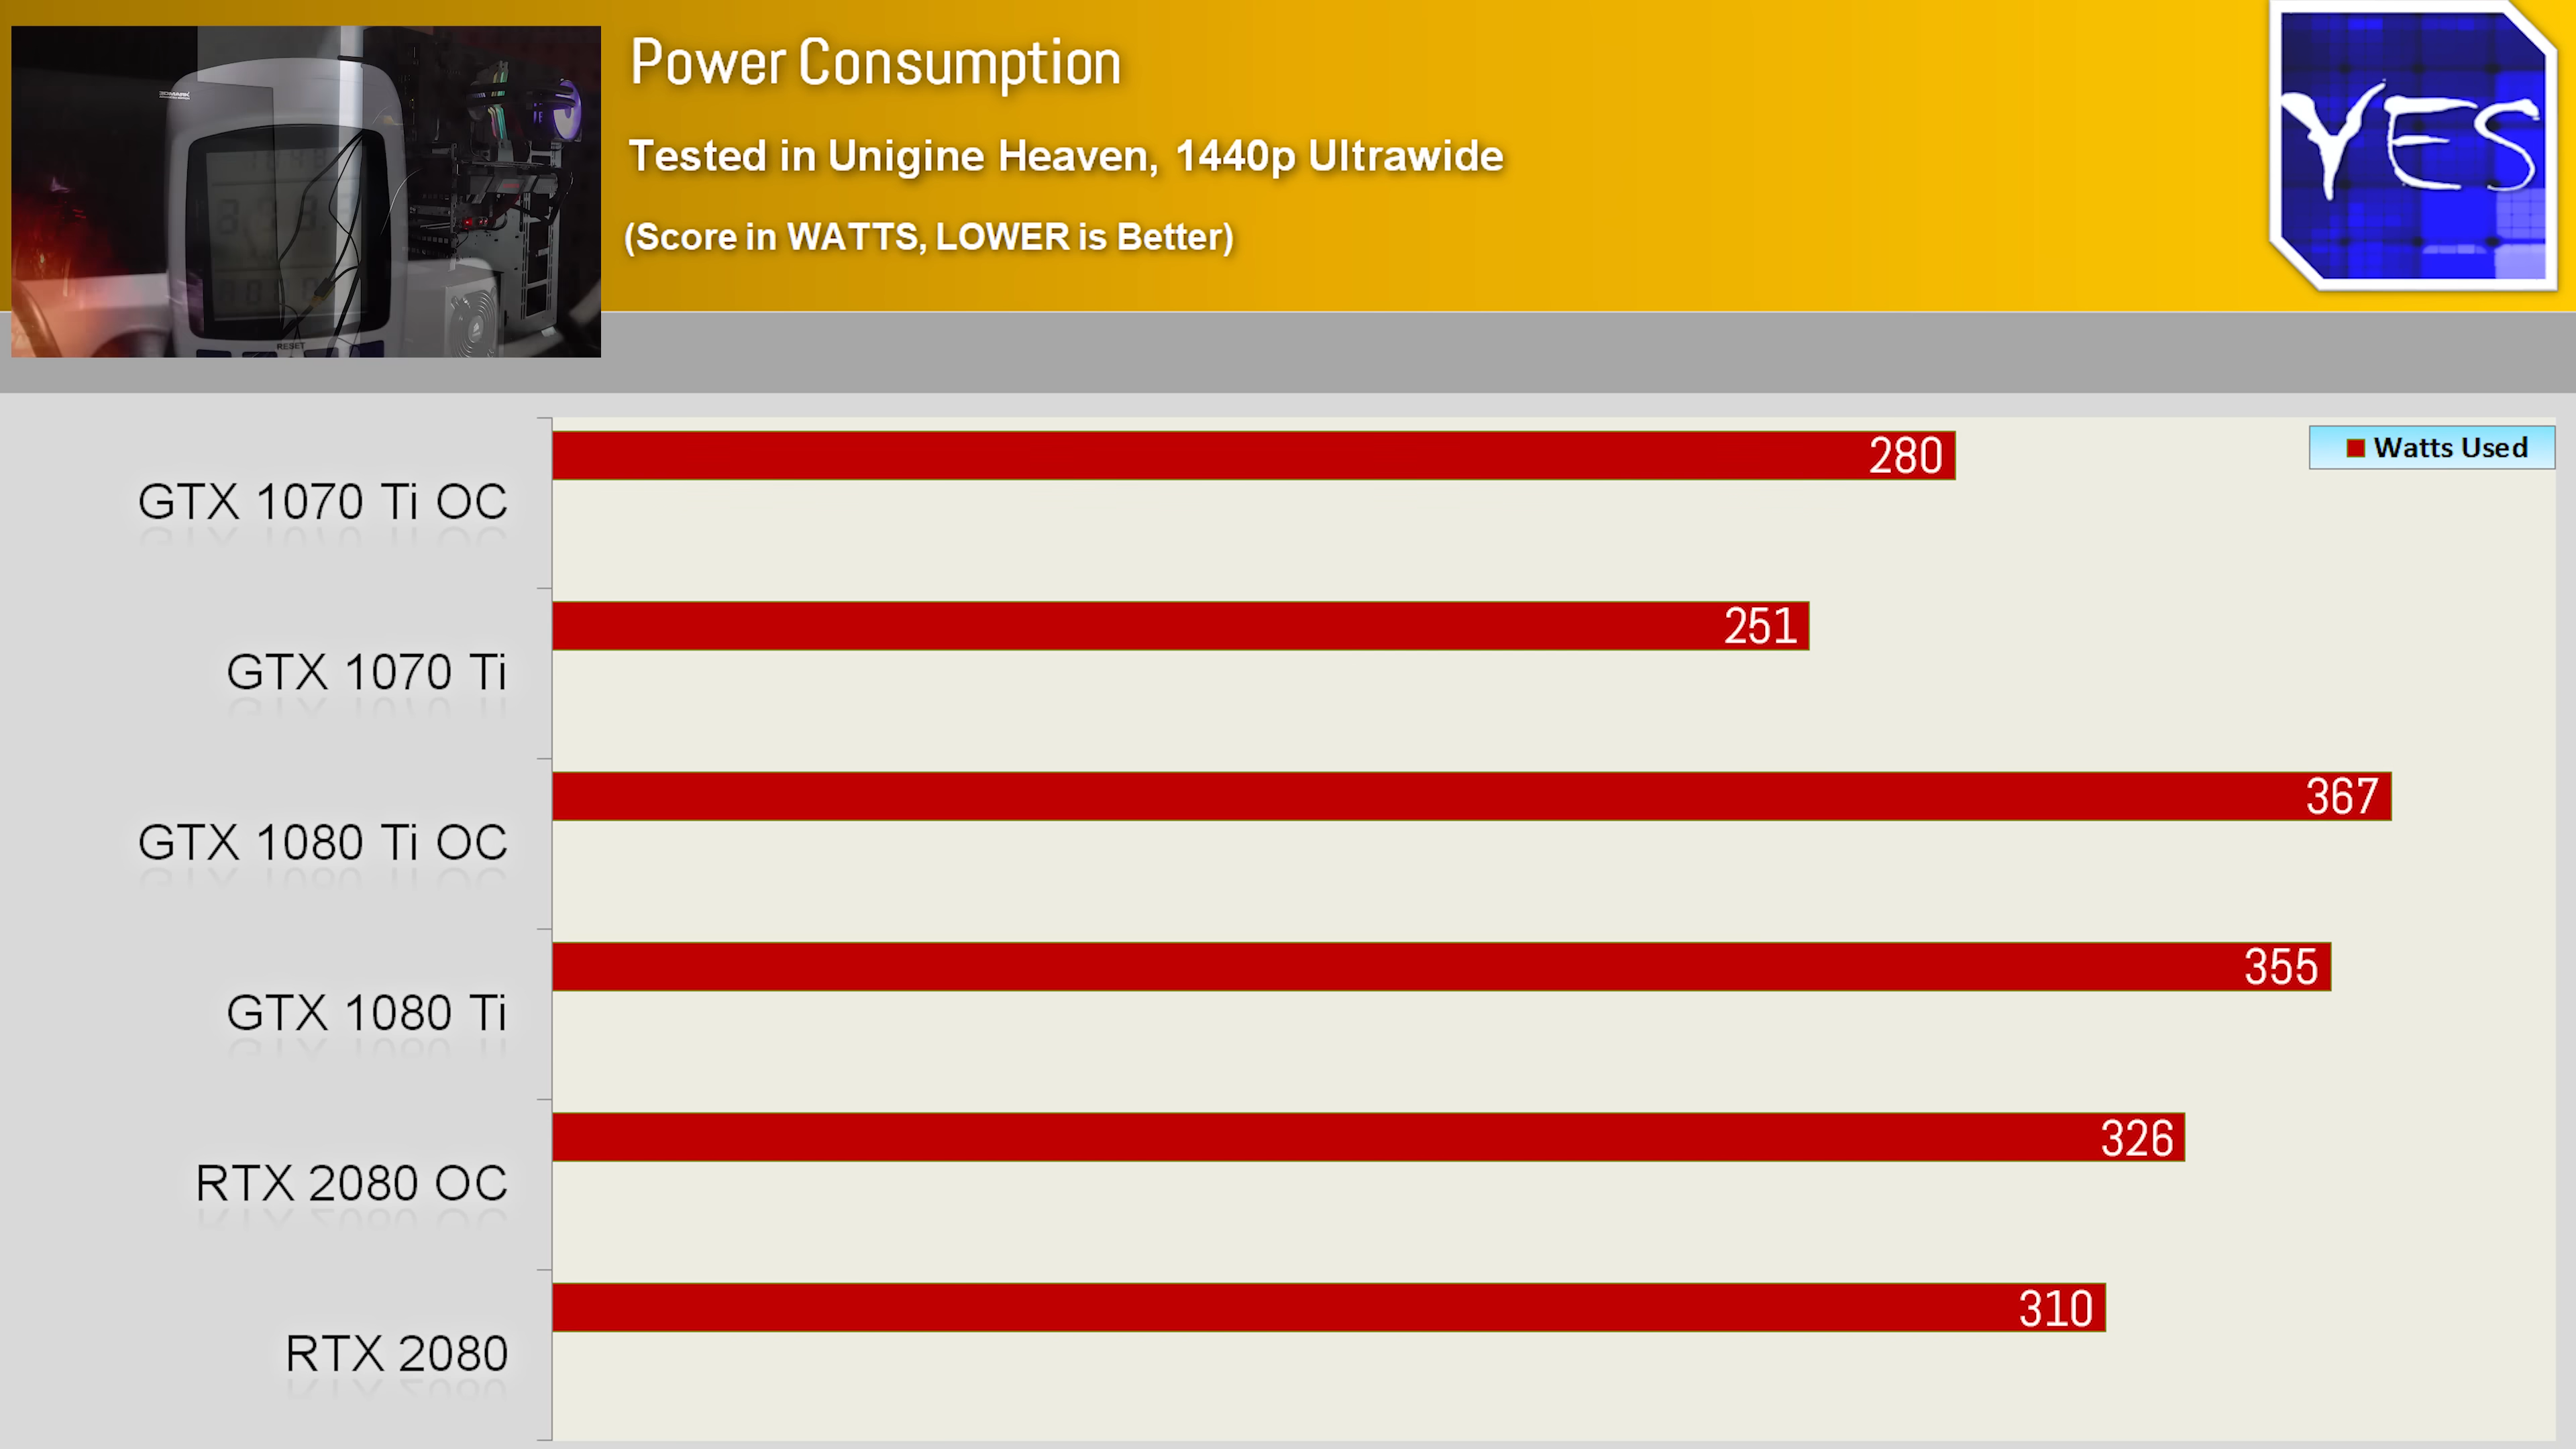 Power Consumption
Tested in Unigine Heaven, 1440p Ultrawide
(Score in WATTS, LOWER is Better)
YES
RESET
Watts Used
GTX 1070 Ti OC 280
GTX 1070 Ti 251
GTX 1080 Ti OC 367
GTX 1080 Ti 355
RTX 2080 OC 326
RTX 2080 310